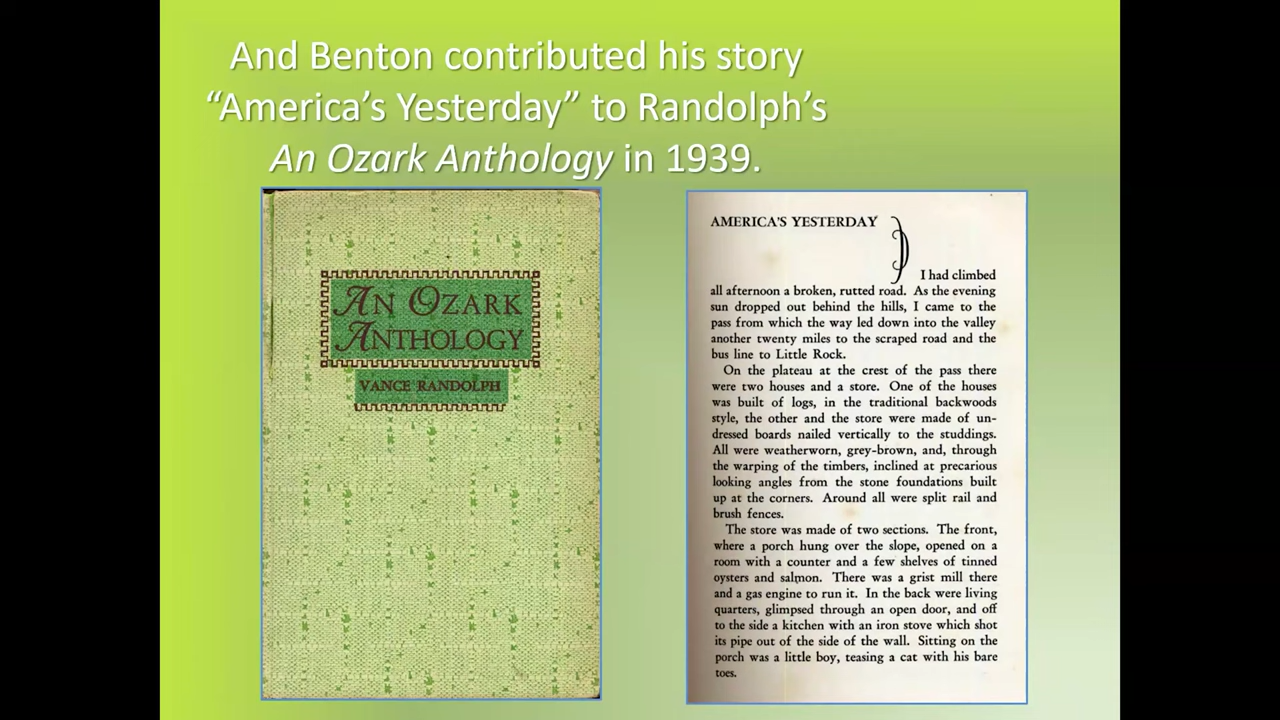 And Benton contributed his story
“America’s Yesterday” to Randolph’s
An Ozark Anthology in 1939.
AN OZARK
ANTHOLOGY
VANCE RANDOLPH
AMERICA'S YESTERDAY
I had climbed
all afternoon a broken, rutted road. As the evening
sun dropped out behind the hills, I came to the
pass from which the way led down into the valley
another twenty miles to the scraped road and the
bus line to Little Rock.
On the plateau at the crest of the pass there
were two houses and a store. One of the houses
was built of logs, in the traditional backwoods
style, the other and the store were made of un-
dressed boards nailed vertically to the studdings.
All were weatherworn, grey-brown, and, through
the warping of the timbers, inclined at precarious
looking angles from the stone foundations built
up at the corners. Around all were split rail and
brush fences.
The store was made of two sections. The front,
where a porch hung over the slope, opened on a
room with a counter and a few shelves of tinned
oysters and salmon. There was a grist mill there
and a gas engine to run it. In the back were living
quarters, glimpsed through an open door, and off
to the side a kitchen with an iron stove which shot
its pipe out of the side of the wall. Sitting on the
porch was a little boy, teasing a cat with his bare
toes.